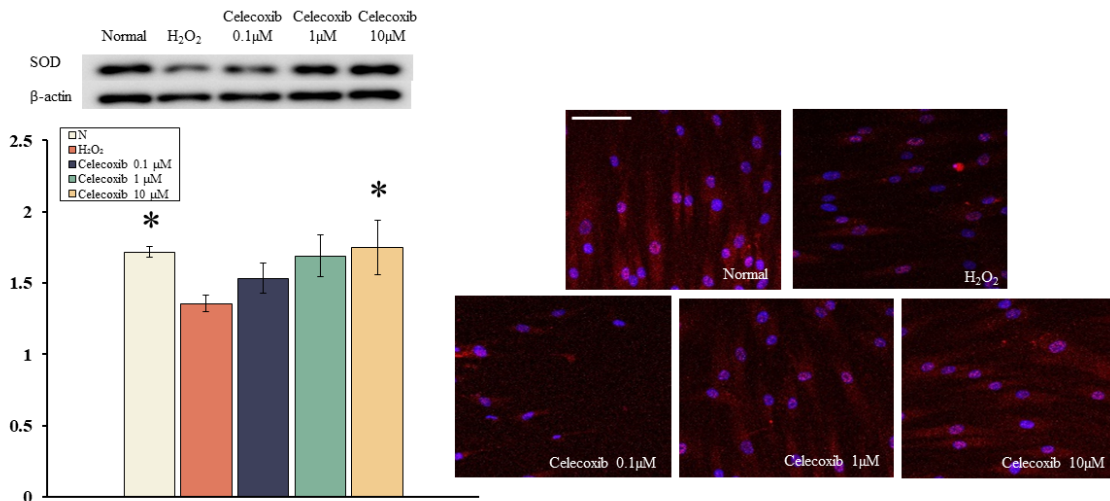 Normal H₂O₂ Celecoxib 0.1μM Celecoxib 1μM Celecoxib 10μM
SOD
β-actin
2.5
2
1.5
1
0.5
0
N
H₂O₂
Celecoxib 0.1 μM
Celecoxib 1 μM
Celecoxib 10 μM
*
*
Normal
H₂O₂
Celecoxib 0.1μM
Celecoxib 1μM
Celecoxib 10μM